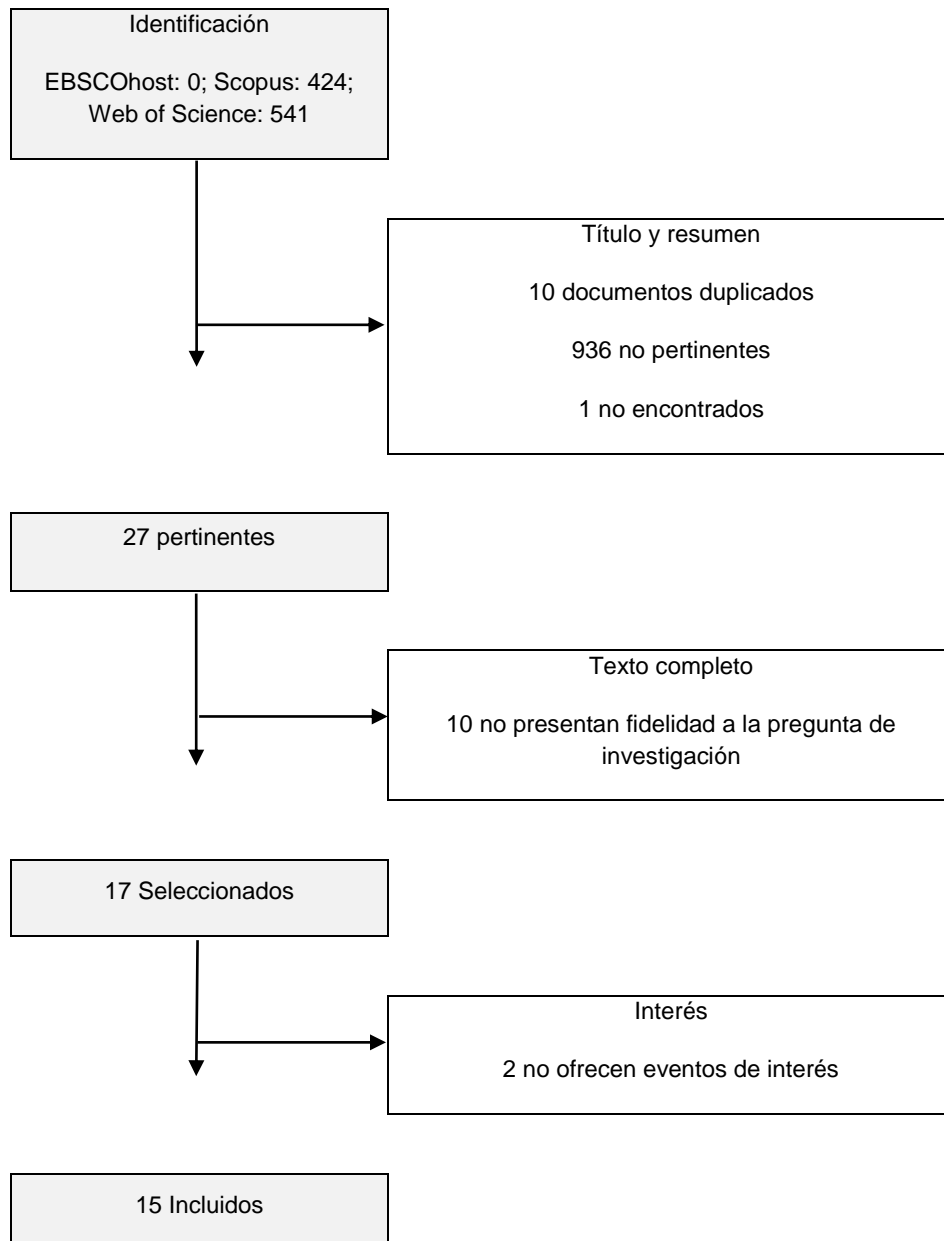 Identificación
EBSCOhost: 0; Scopus: 424;
Web of Science: 541
Título y resumen
10 documentos duplicados
936 no pertinentes
1 no encontrados
27 pertinentes
Texto completo
10 no presentan fidelidad a la pregunta de
investigación
17 Seleccionados
Interés
2 no ofrecen eventos de interés
15 Incluidos